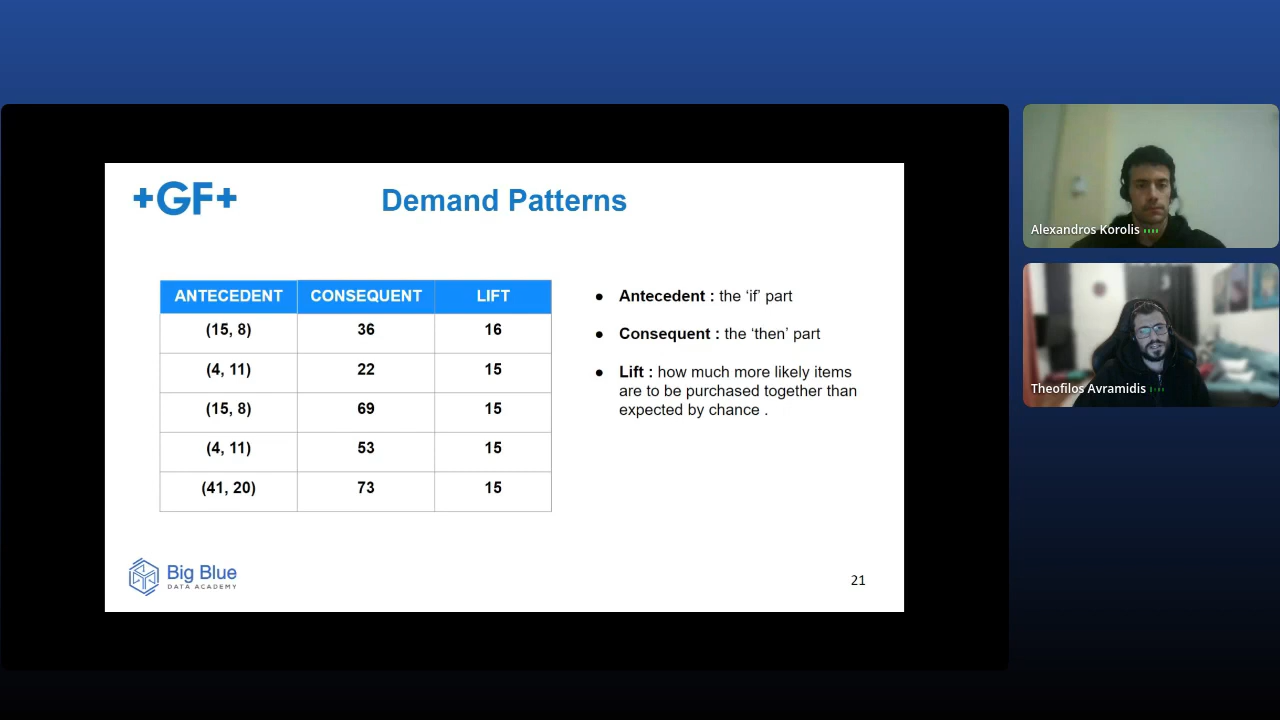 +GF+
Demand Patterns
ANTECEDENT CONSEQUENT LIFT
(15, 8) 36 16
(4, 11) 22 15
(15, 8) 69 15
(4, 11) 53 15
(41, 20) 73 15
● Antecedent : the ‘if’ part
● Consequent : the ‘then’ part
● Lift : how much more likely items
are to be purchased together than
expected by chance .
Big Blue
DATA ACADEMY
21
Alexandros Korolis
Theofilos Avramidis